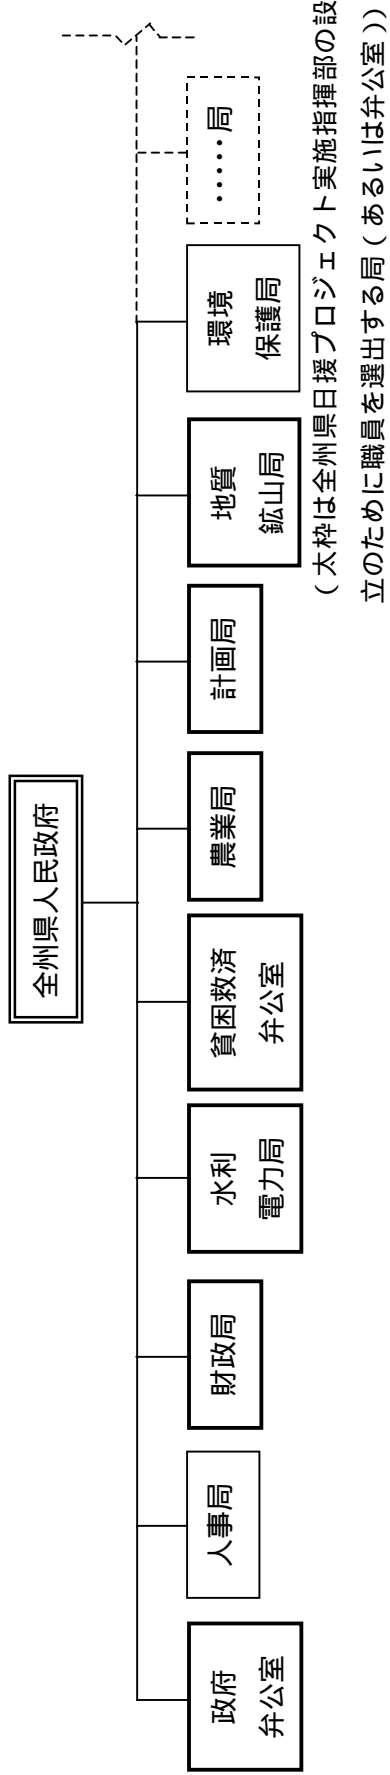 全州県人民政府
政府
弁公室
人事局
財政局
水利
電力局
貧困救済
弁公室
農業局
計画局
地質
鉱山局
環境
保護局
・・・・・局
(太枠は全州県日援プロジェクト実施指揮部の設
立のために職員を選出する局(あるいは弁公室))